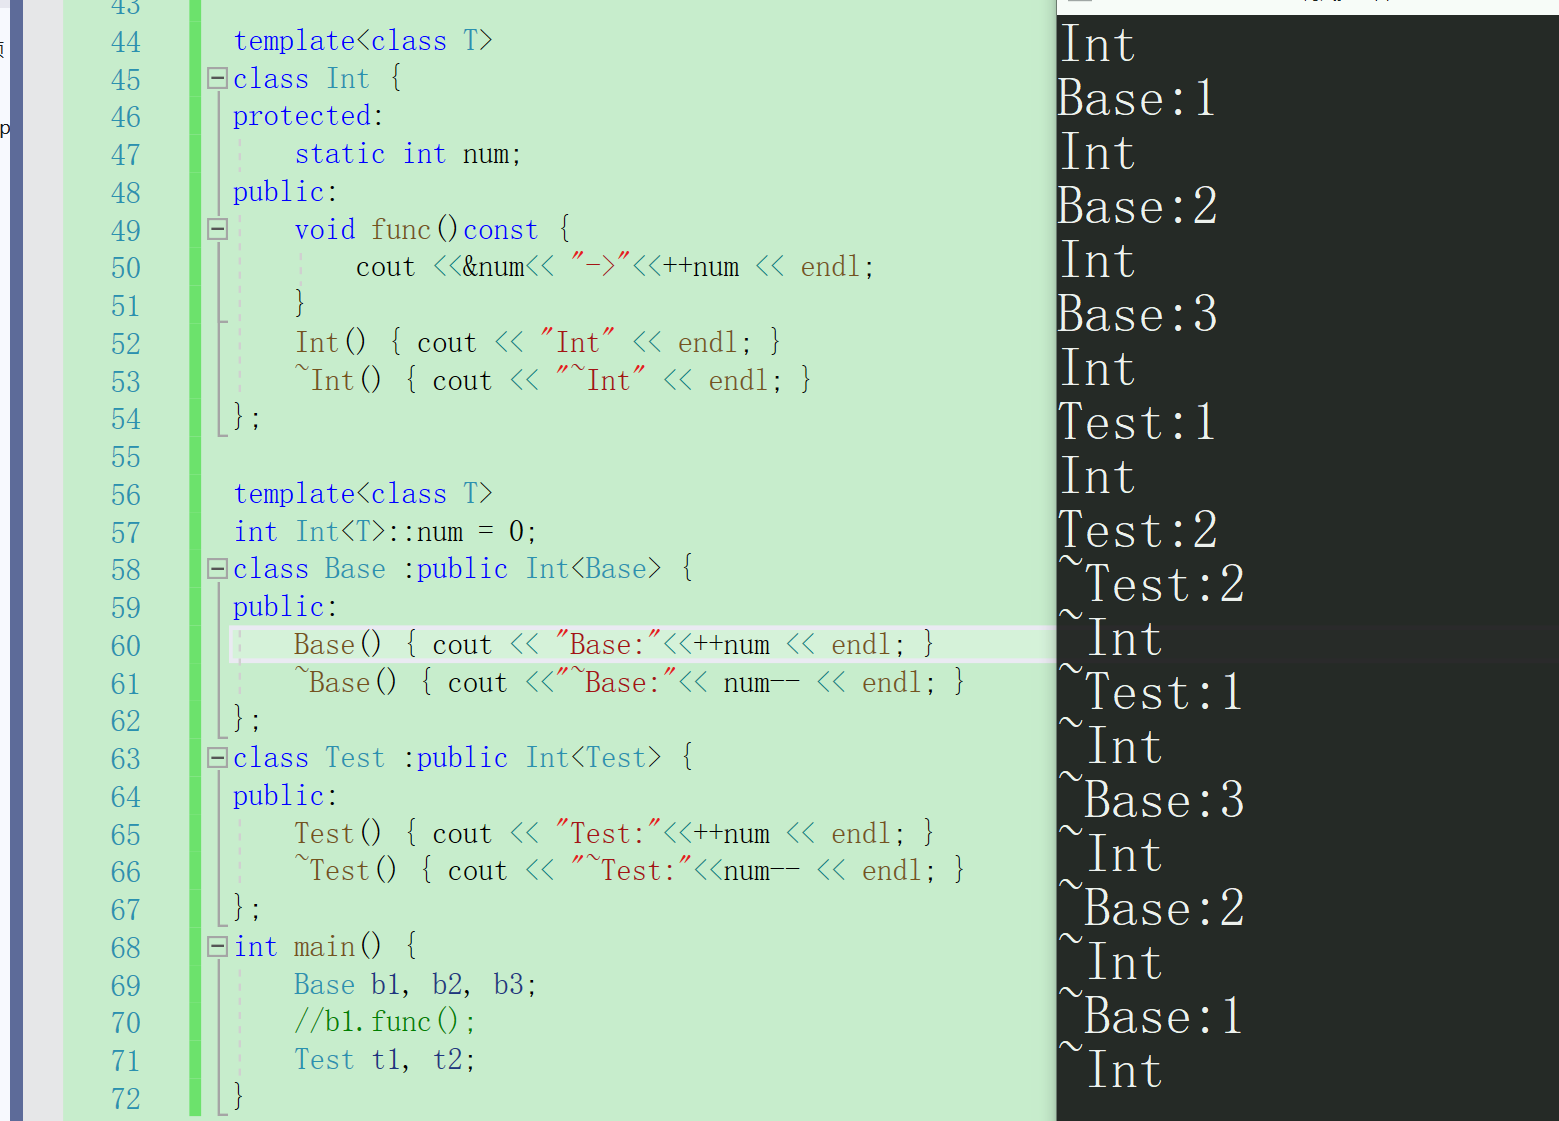 43
44 template<class T>
45 class Int {
46 protected:
47 static int num;
48 public:
49 void func()const {
50 cout <<&num<< "->"<<++num << endl;
51 }
52 Int() { cout << "Int" << endl; }
53 ~Int() { cout << "~Int" << endl; }
54 };
55
56 template<class T>
57 int Int<T>::num = 0;
58 class Base :public Int<Base> {
59 public:
60 Base() { cout << "Base:"<<++num << endl; }
61 ~Base() { cout <<"~Base:"<< num-- << endl; }
62 };
63 class Test :public Int<Test> {
64 public:
65 Test() { cout << "Test:"<<++num << endl; }
66 ~Test() { cout << "~Test:"<<num-- << endl; }
67 };
68 int main() {
69 Base b1, b2, b3;
70 //b1.func();
71 Test t1, t2;
72 }
Int
Base:1
Int
Base:2
Int
Base:3
Int
Test:1
Int
Test:2
~Test:2
~Int
~Test:1
~Int
~Base:3
~Int
~Base:2
~Int
~Base:1
~Int